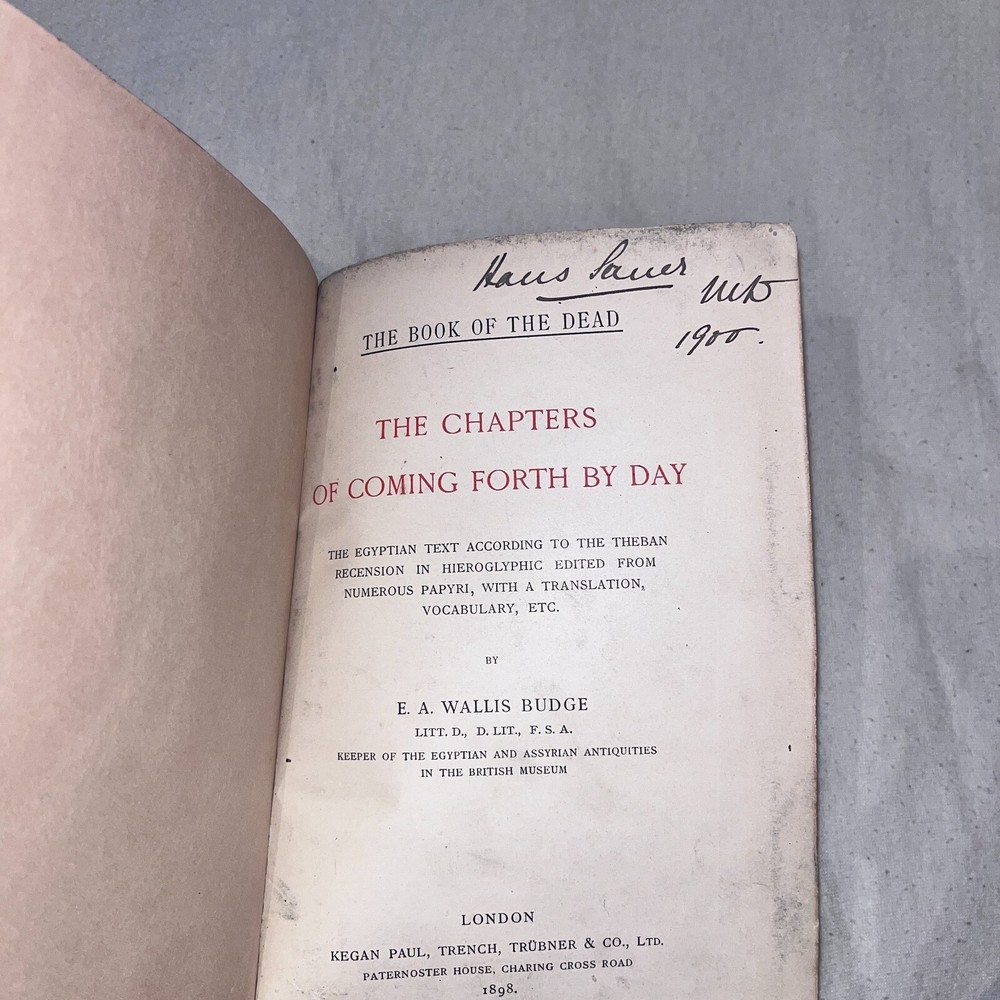 Hans Sauer
MD
1900.
THE BOOK OF THE DEAD
THE CHAPTERS
OF COMING FORTH BY DAY
THE EGYPTIAN TEXT ACCORDING TO THE THEBAN
RECENSION IN HIEROGLYPHIC EDITED FROM
NUMEROUS PAPYRI, WITH A TRANSLATION,
VOCABULARY, ETC.
BY
E. A. WALLIS BUDGE
LITT. D., D. LIT., F. S. A.
KEEPER OF THE EGYPTIAN AND ASSYRIAN ANTIQUITIES
IN THE BRITISH MUSEUM
LONDON
KEGAN PAUL, TRENCH, TRÜBNER & CO., LTD.
PATERNOSTER HOUSE, CHARING CROSS ROAD
1898.